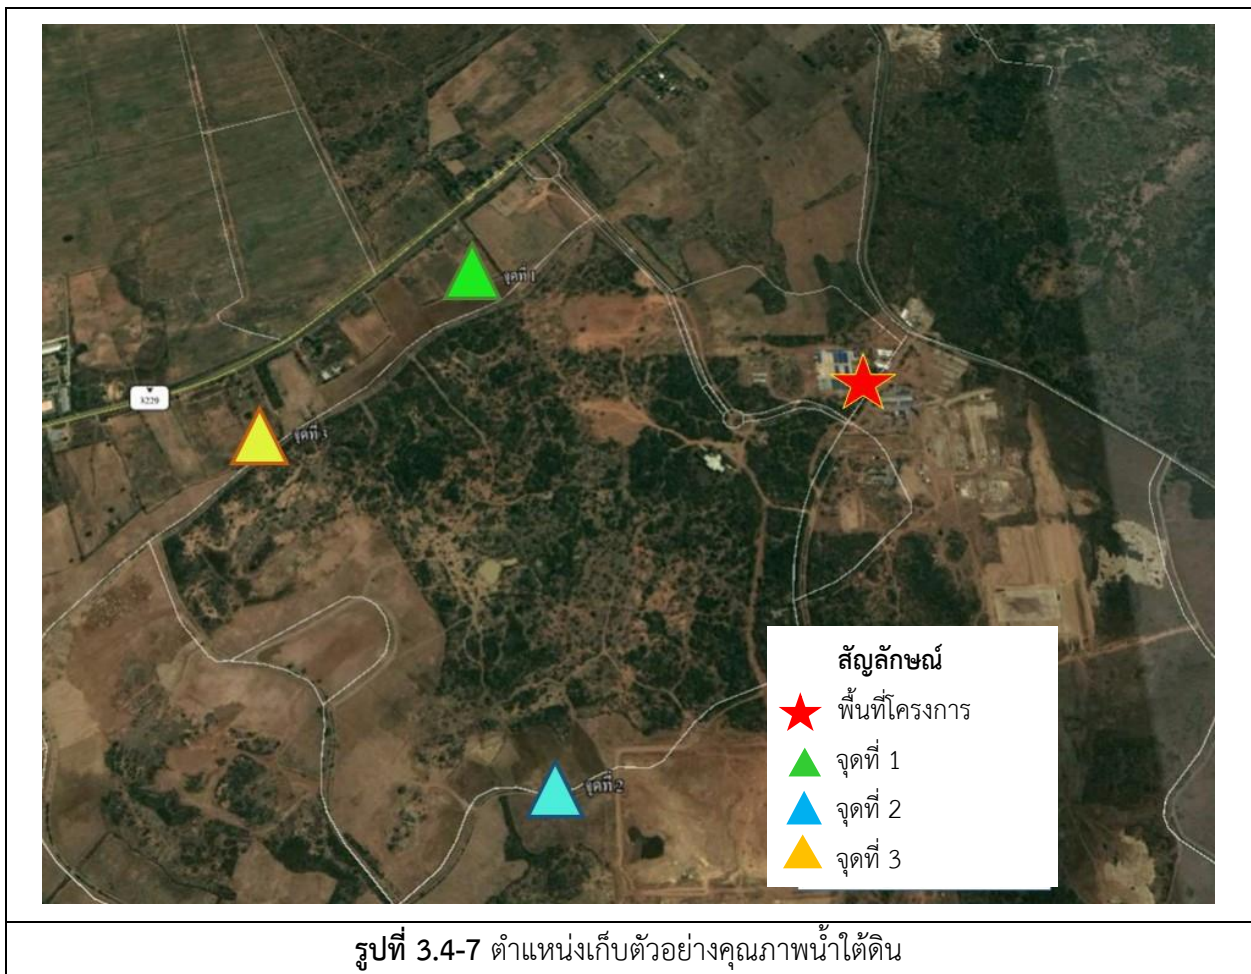 จุดที่ 1
3229
จุดที่ 3
จุดที่ 2
สัญลักษณ์
พื้นที่โครงการ
จุดที่ 1
จุดที่ 2
จุดที่ 3
รูปที่ 3.4-7 ตำแหน่งเก็บตัวอย่างคุณภาพน้ำใต้ดิน